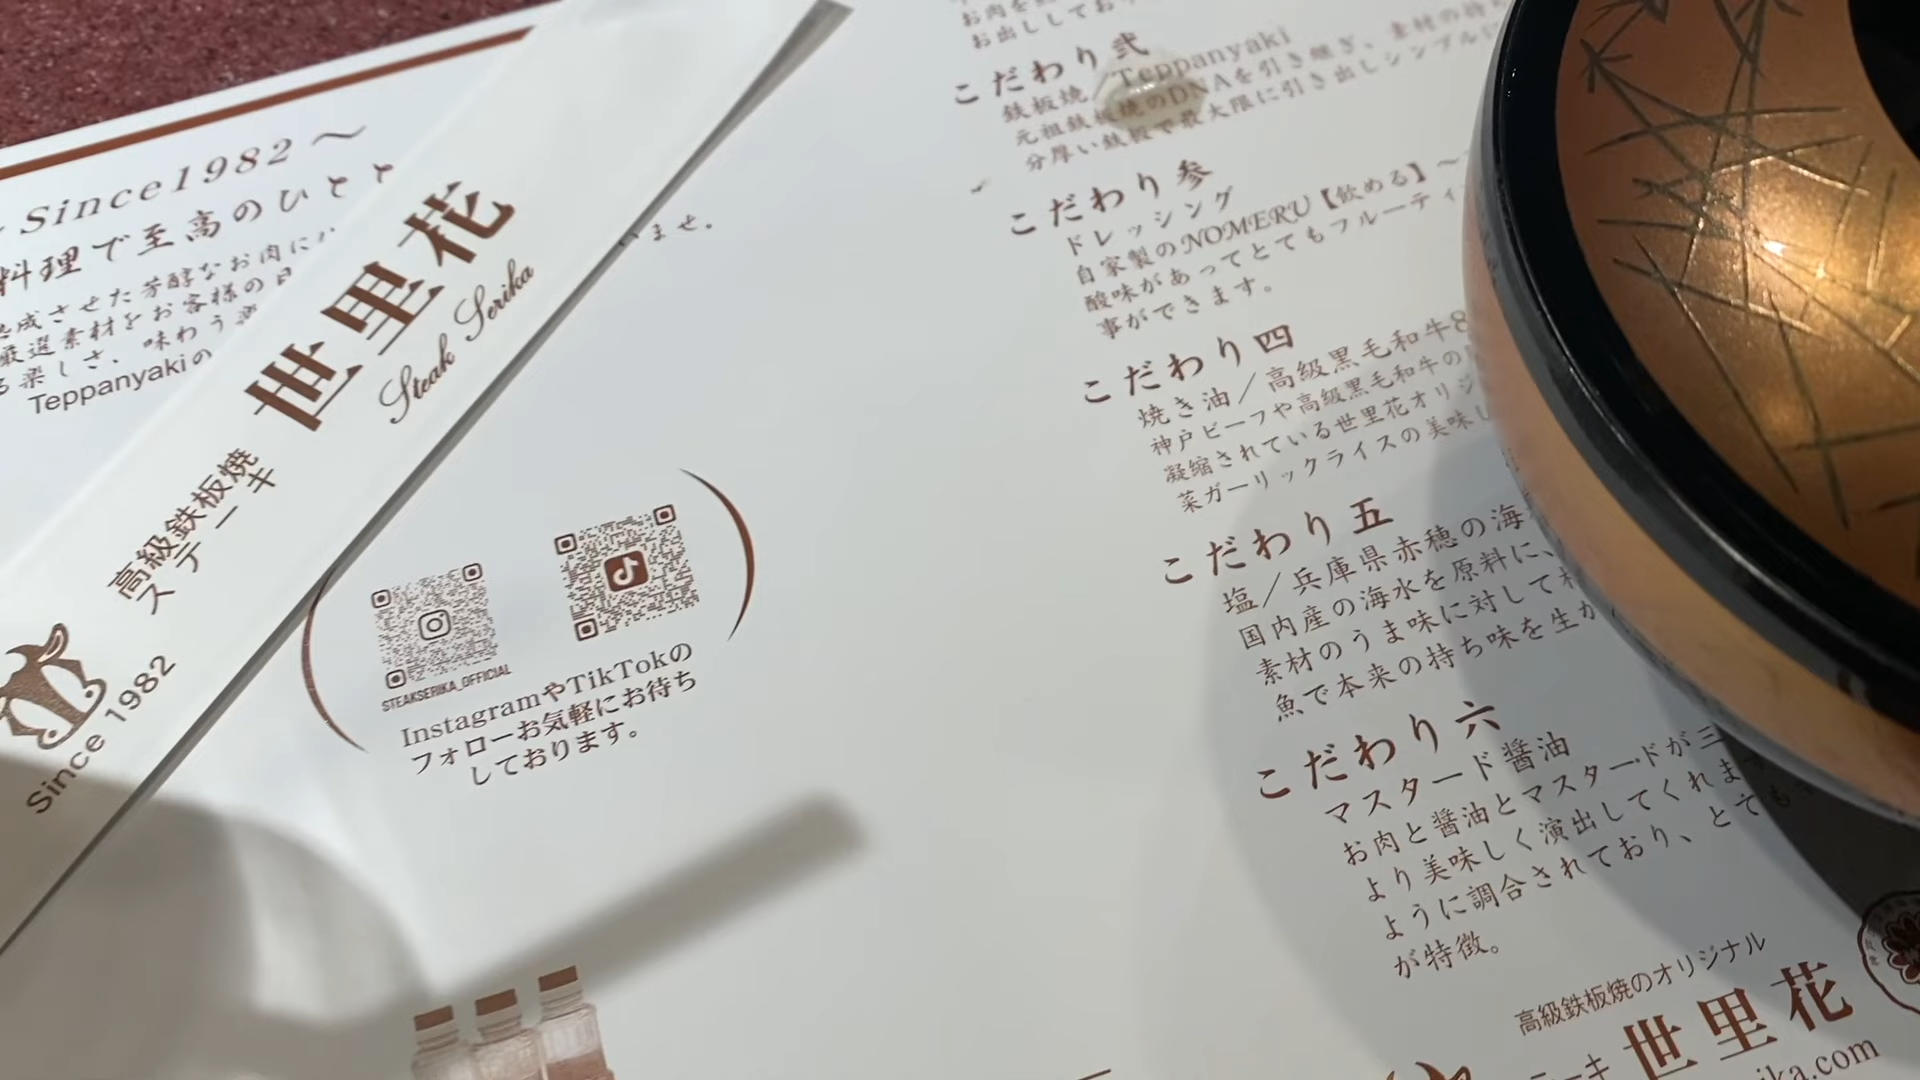 Since1982 〜
料理で至高のひとと
熟成させた芳醇なお肉に
厳選素材をお客様の
る楽しさ、味わう楽
Teppanyakiの
いませ。
世里花
Steak Serika
高級鉄板焼
ステーキ
Since 1982
STEAKSERIKA_OFFICIAL
InstagramやTikTokの
フォローお気軽にお待ち
しております。
お肉を
お出ししてお
こだわり弐
鉄板焼/Teppanyaki
元祖鉄板焼のDNAを引き継ぎ、素材の持
分厚い鉄板で最大限に引き出しシンプルに
こだわり参
ドレッシング
自家製のNOMERU【飲める】〜
酸味があってとてもフルーティ
事ができます。
こだわり四
焼き油/高級黒毛和牛8
神戸ビーフや高級黒毛和牛の
凝縮されている世里花オリジ
菜ガーリックライスの美味し
こだわり五
塩/兵庫県赤穂の海
国内産の海水を原料に、
素材のうま味に対して
魚で本来の持ち味を生か
こだわり六
マスタード醤油
お肉と醤油とマスタードが三
より美味しく演出してくれま
ように調合されており、とても
が特徴。
高級鉄板焼のオリジナル
ーキ 世里花
ika.com